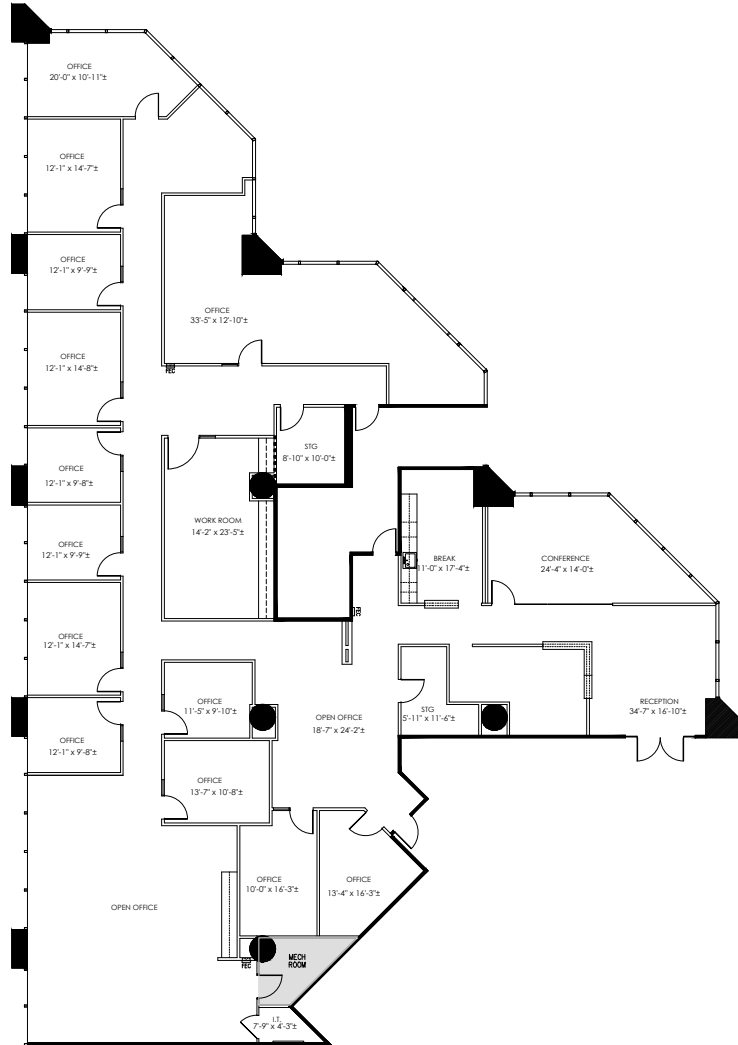 OFFICE
20'-0" x 10'-11"±
OFFICE
12'-1" x 14'-7"±
OFFICE
12'-1" x 9'-9"±
OFFICE
33'-5" x 12'-10"±
OFFICE
12'-1" x 14'-8"±
FEC
STG
8'-10" x 10'-0"±
OFFICE
12'-1" x 9'-8"±
WORK ROOM
14'-2" x 23'-5"±
OFFICE
12'-1" x 9'-9"±
BREAK
11'-0" x 17'-4"±
CONFERENCE
24'-4" x 14'-0"±
FEC
OFFICE
12'-1" x 14'-7"±
OFFICE
11'-5" x 9'-10"±
OPEN OFFICE
18'-7" x 24'-2"±
STG
5'-11" x 11'-6"±
RECEPTION
34'-7" x 16'-10"±
OFFICE
12'-1" x 9'-8"±
OFFICE
13'-7" x 10'-8"±
OFFICE
10'-0" x 16'-3"±
OFFICE
13'-4" x 16'-3"±
OPEN OFFICE
MECH
ROOM
FEC
I.T.
7'-9" x 4'-3"±